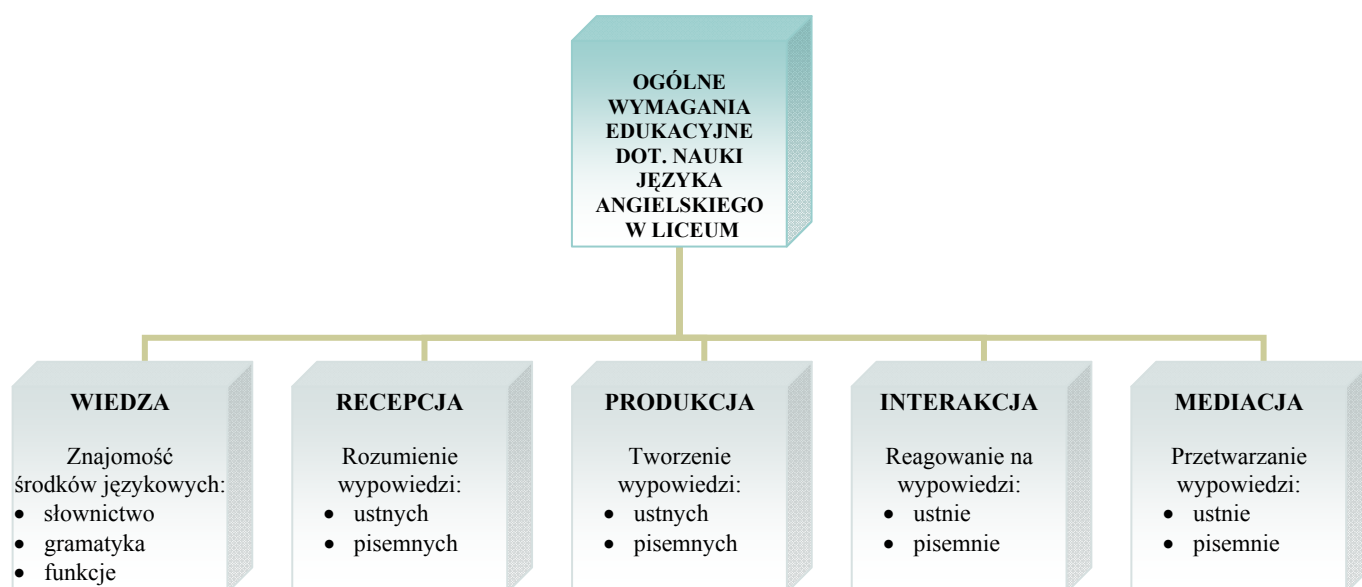 OGÓLNE
WYMAGANIA
EDUKACYJNE
DOT. NAUKI
JĘZYKA
ANGIELSKIEGO
W LICEUM
WIEDZA
Znajomość
środków językowych:
• słownictwo
• gramatyka
• funkcje
RECEPCJA
Rozumienie
wypowiedzi:
• ustnych
• pisemnych
PRODUKCJA
Tworzenie
wypowiedzi:
• ustnych
• pisemnych
INTERAKCJA
Reagowanie na
wypowiedzi:
• ustnie
• pisemnie
MEDIACJA
Przetwarzanie
wypowiedzi:
• ustnie
• pisemnie